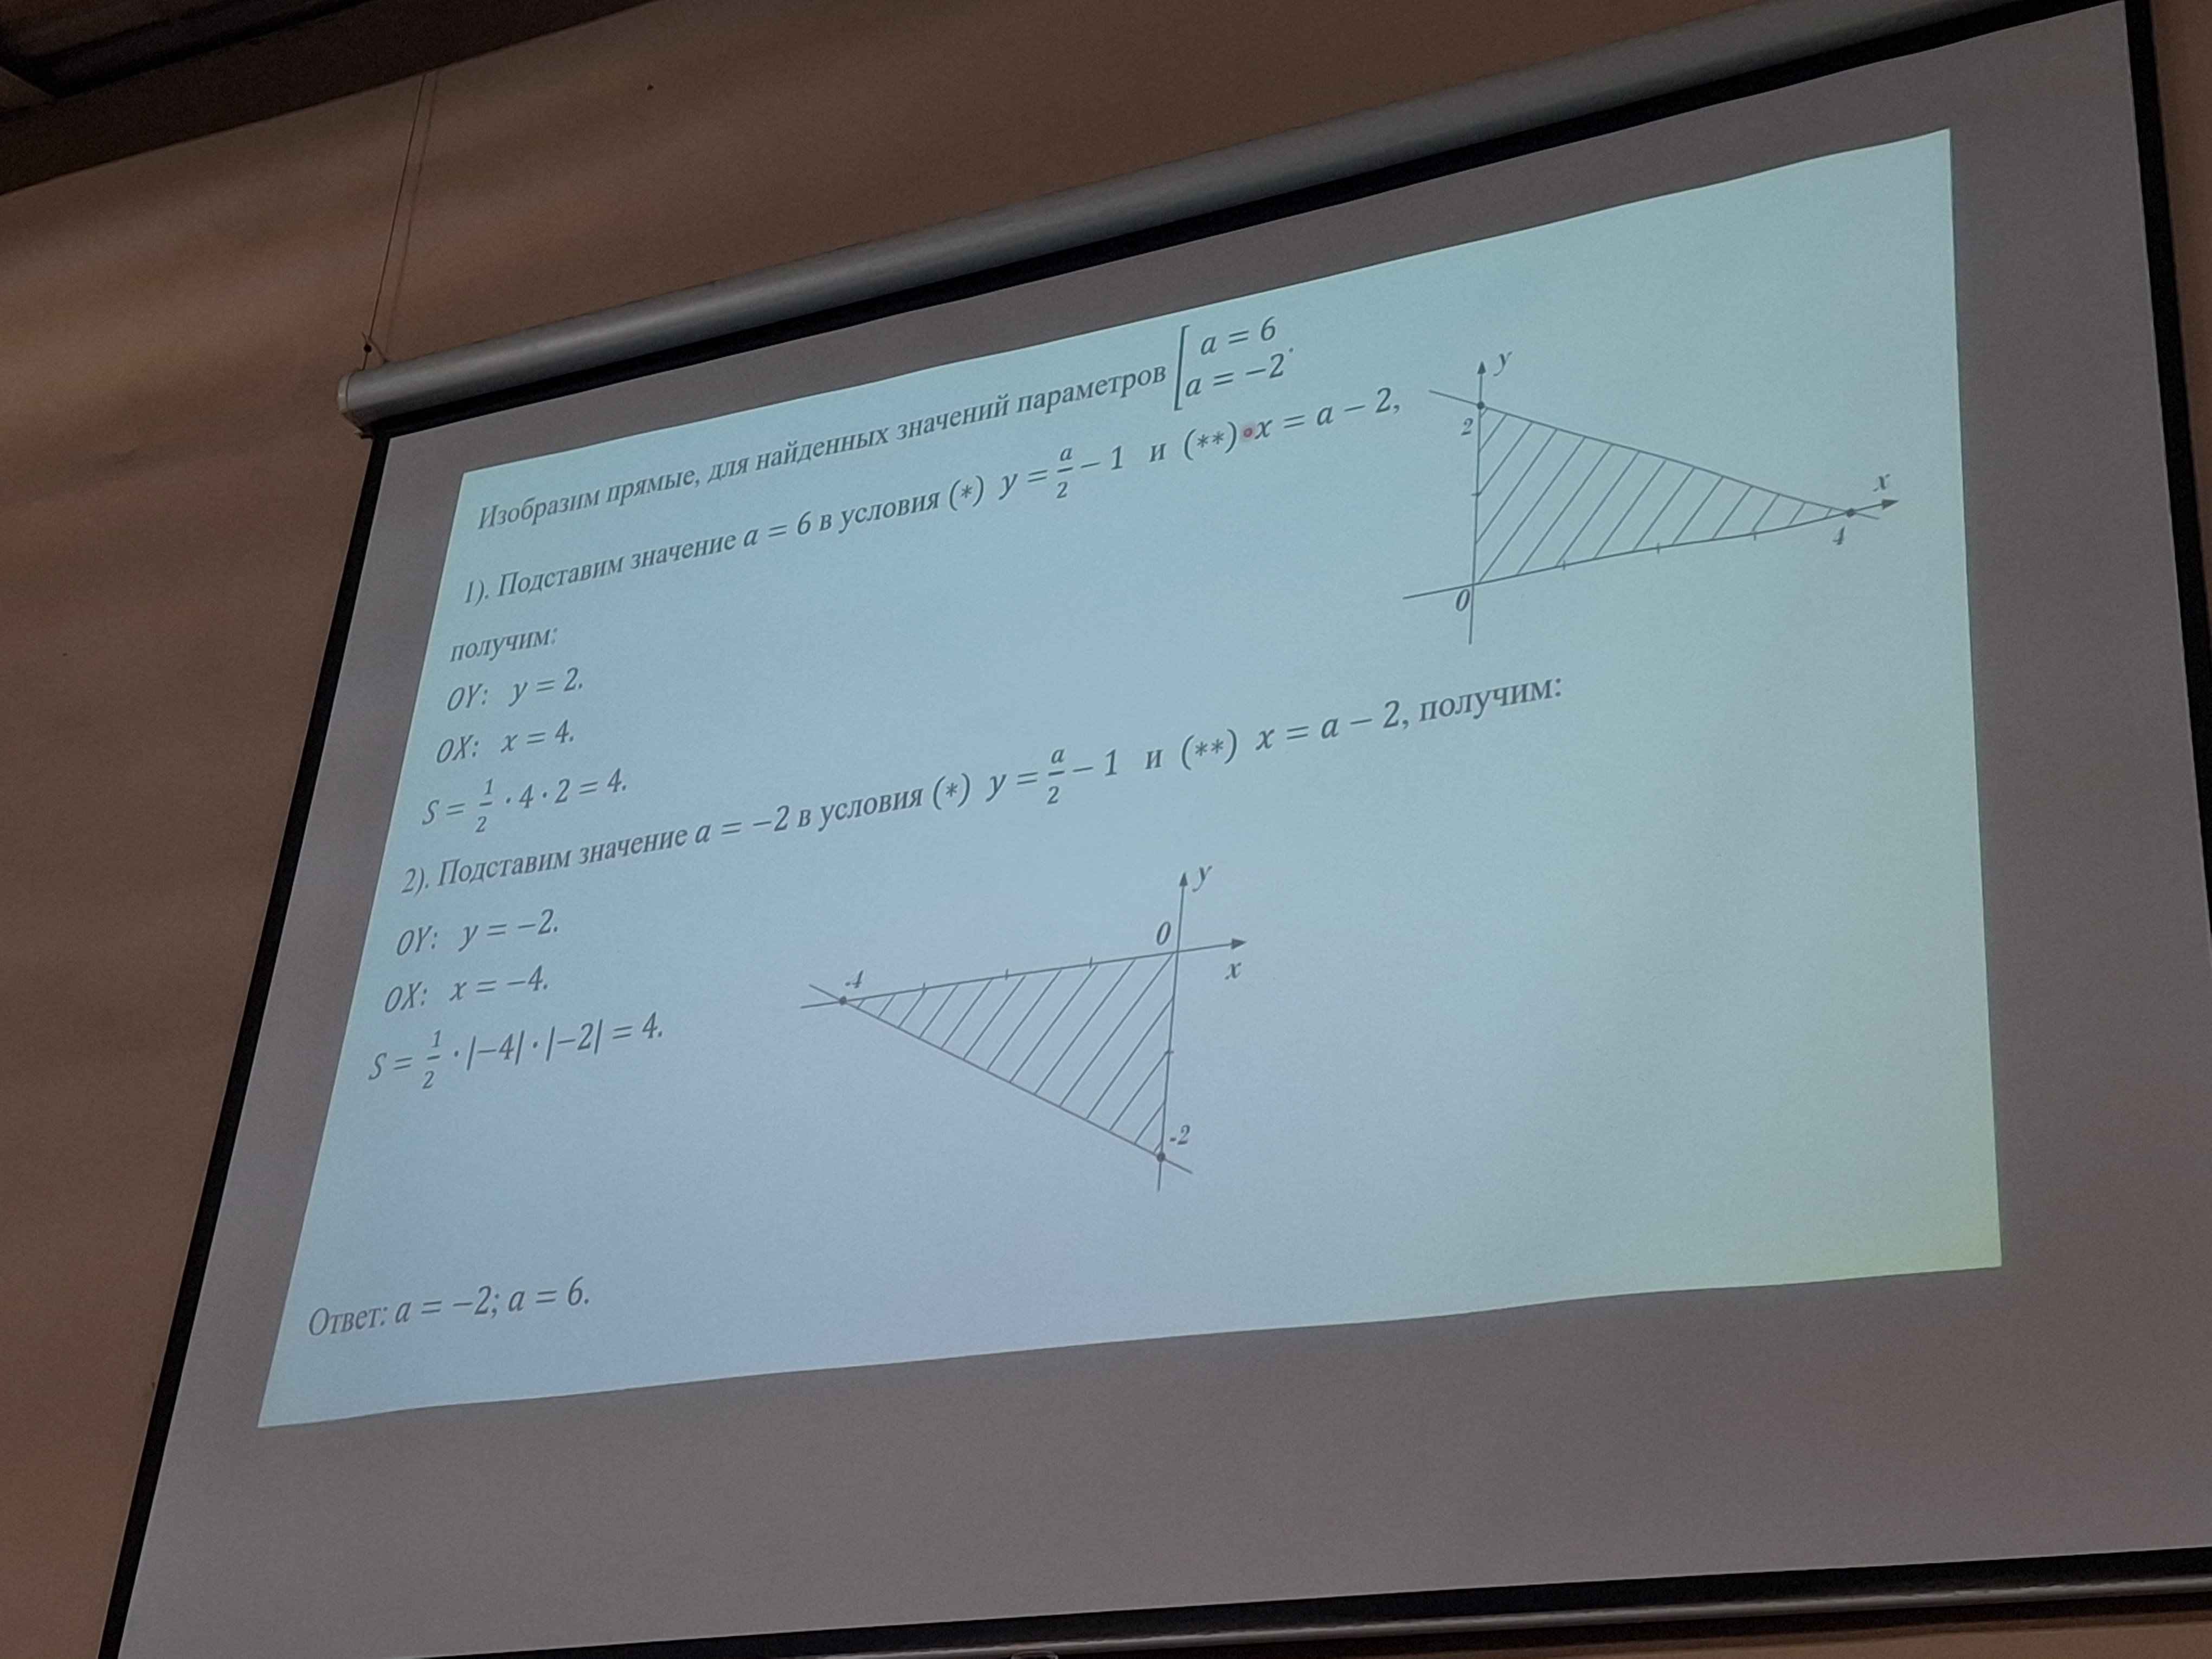 Изобразим прямые, для найденных значений параметров [a = 6
a = −2.
1). Подставим значение a = 6 в условия (*) y = a/2 − 1 и (**) x = a − 2,
получим:
OY: y = 2.
OX: x = 4.
S = 1/2 · 4 · 2 = 4.
y
2
x
4
0
2). Подставим значение a = −2 в условия (*) y = a/2 − 1 и (**) x = a − 2, получим:
OY: y = −2.
OX: x = −4.
S = 1/2 · |−4| · |−2| = 4.
y
0
x
-4
-2
Ответ: a = −2; a = 6.